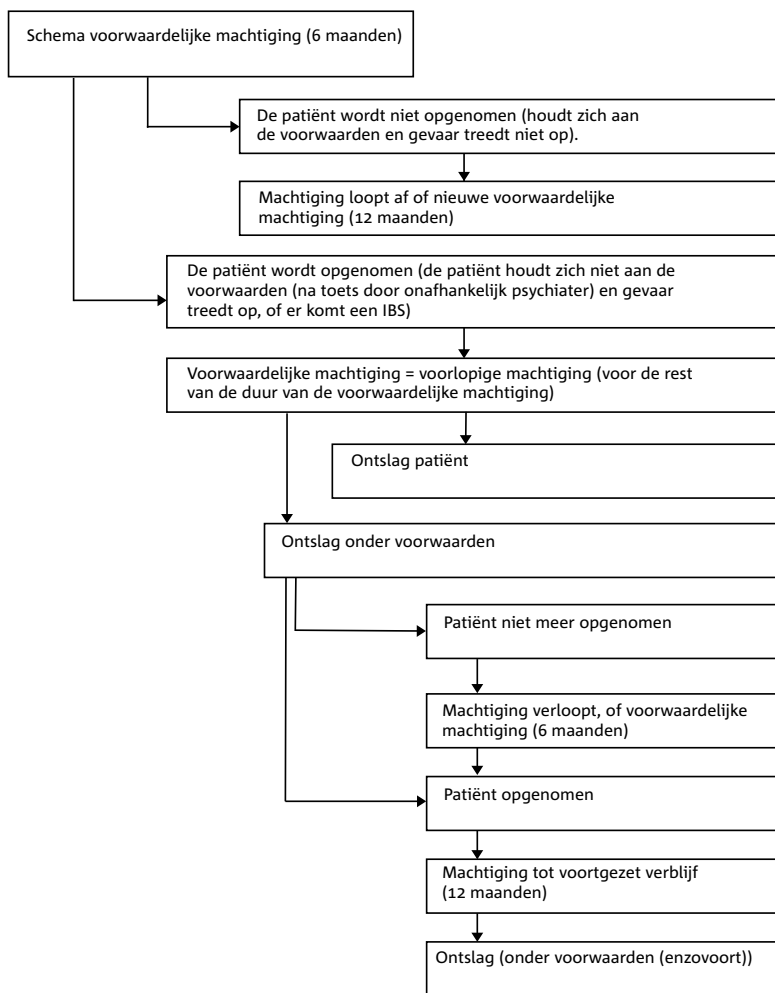 Schema voorwaardelijke machtiging (6 maanden)
De patiënt wordt niet opgenomen (houdt zich aan
de voorwaarden en gevaar treedt niet op).
Machtiging loopt af of nieuwe voorwaardelijke
machtiging (12 maanden)
De patiënt wordt opgenomen (de patiënt houdt zich niet aan de
voorwaarden (na toets door onafhankelijk psychiater) en gevaar
treedt op, of er komt een IBS)
Voorwaardelijke machtiging = voorlopige machtiging (voor de rest
van de duur van de voorwaardelijke machtiging)
Ontslag patiënt
Ontslag onder voorwaarden
Patiënt niet meer opgenomen
Machtiging verloopt, of voorwaardelijke
machtiging (6 maanden)
Patiënt opgenomen
Machtiging tot voortgezet verblijf
(12 maanden)
Ontslag (onder voorwaarden (enzovoort))